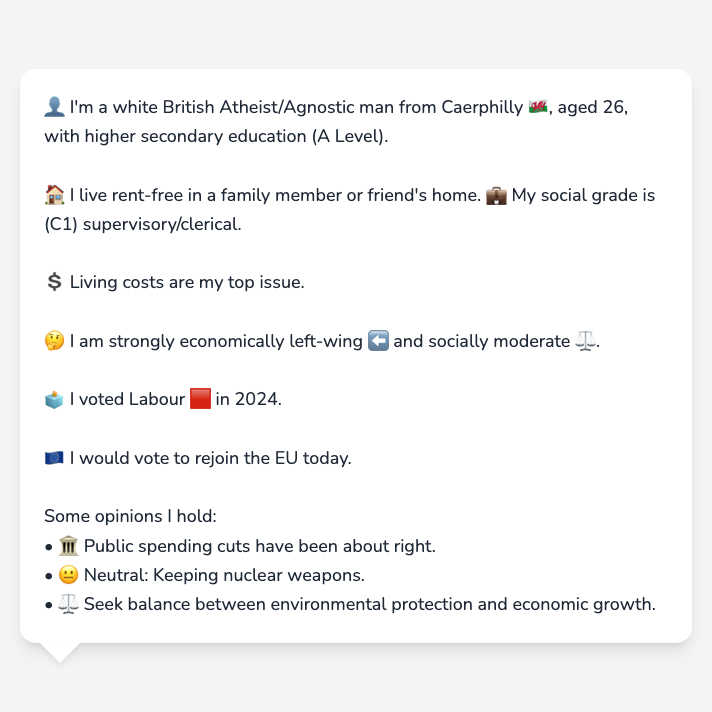 👤 I'm a white British Atheist/Agnostic man from Caerphilly 🏴󠁧󠁢󠁷󠁬󠁳󠁿, aged 26,
with higher secondary education (A Level).
🏠 I live rent-free in a family member or friend's home. 💼 My social grade is
(C1) supervisory/clerical.
💲 Living costs are my top issue.
🤔 I am strongly economically left-wing ⬅️ and socially moderate ⚖️.
🗳️ I voted Labour 🟥 in 2024.
🇪🇺 I would vote to rejoin the EU today.
Some opinions I hold:
• 🏛️ Public spending cuts have been about right.
• 😐 Neutral: Keeping nuclear weapons.
• ⚖️ Seek balance between environmental protection and economic growth.